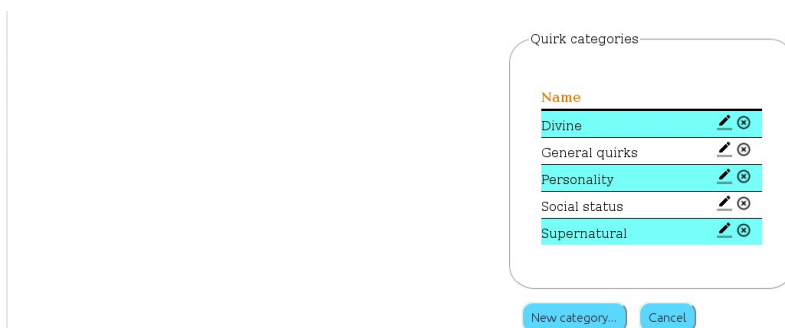 Quirk categories
Name
Divine
General quirks
Personality
Social status
Supernatural
New category... Cancel